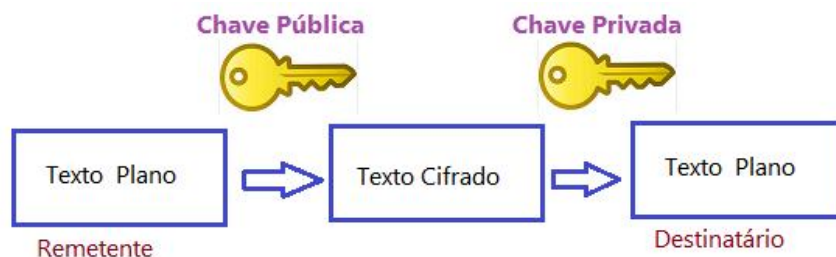 Chave Pública
Chave Privada
Texto Plano
Texto Cifrado
Texto Plano
Remetente
Destinatário